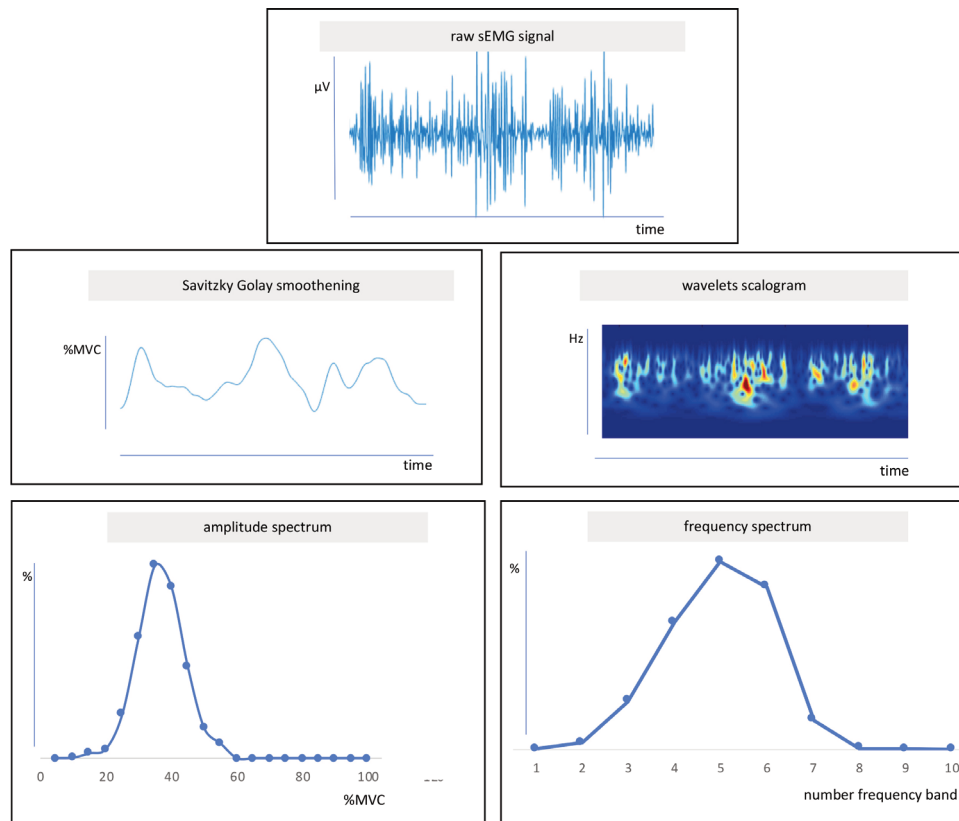 raw sEMG signal
µV
time
Savitzky Golay smoothening
%MVC
time
wavelets scalogram
Hz
time
amplitude spectrum
%
0 20 40 60 80 100
%MVC
frequency spectrum
%
1 2 3 4 5 6 7 8 9 10
number frequency band